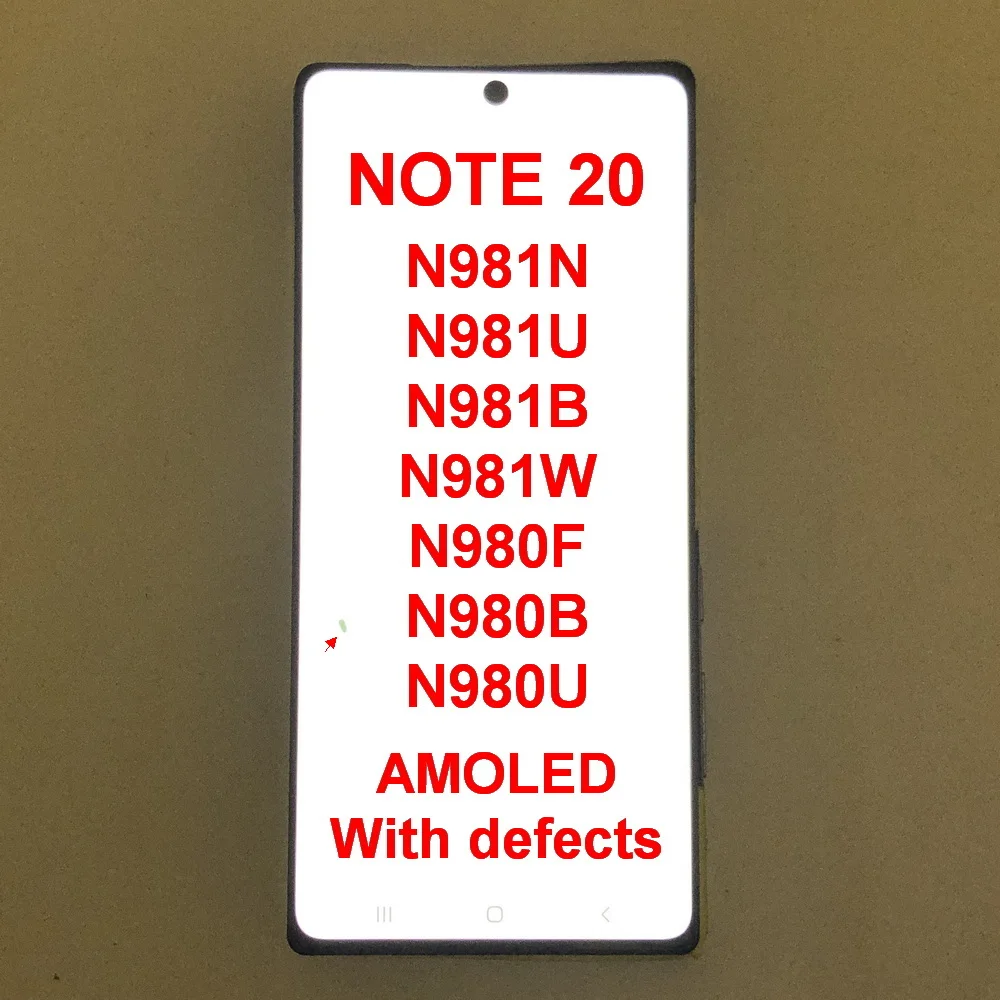 NOTE 20
N981N
N981U
N981B
N981W
N980F
N980B
N980U
AMOLED
With defects